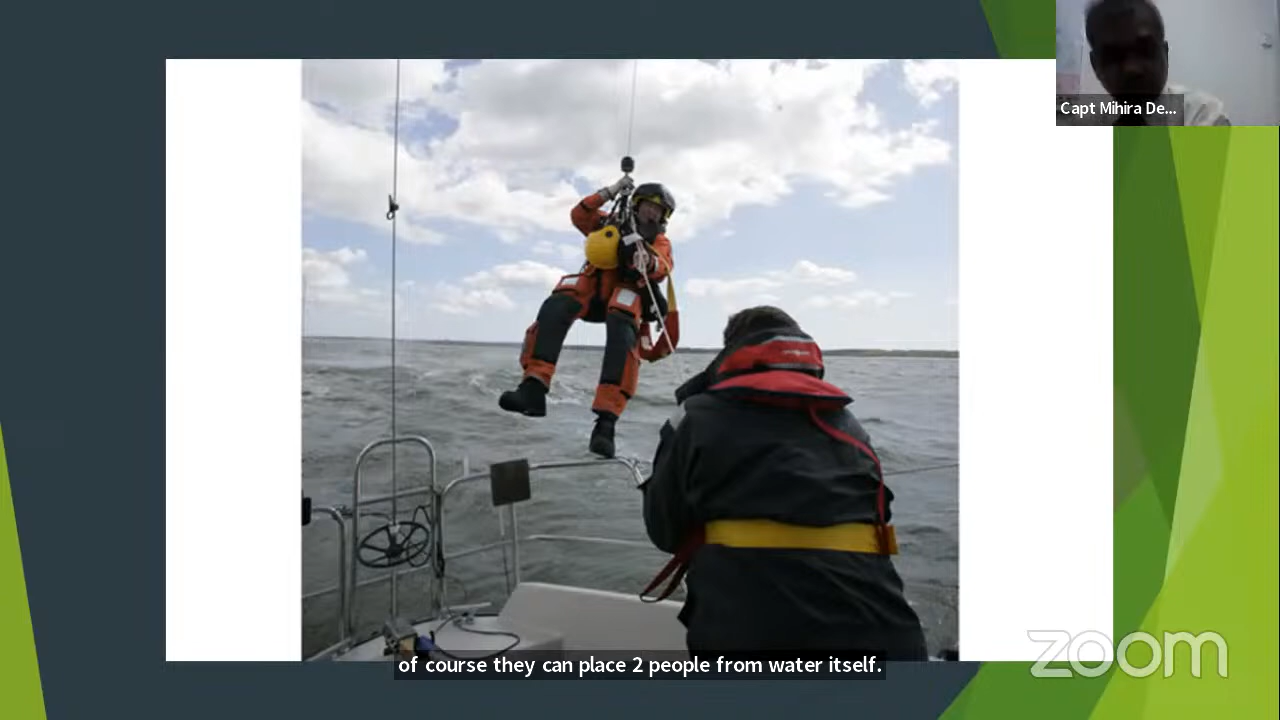 Capt Mihira De...
of course they can place 2 people from water itself.
zoom